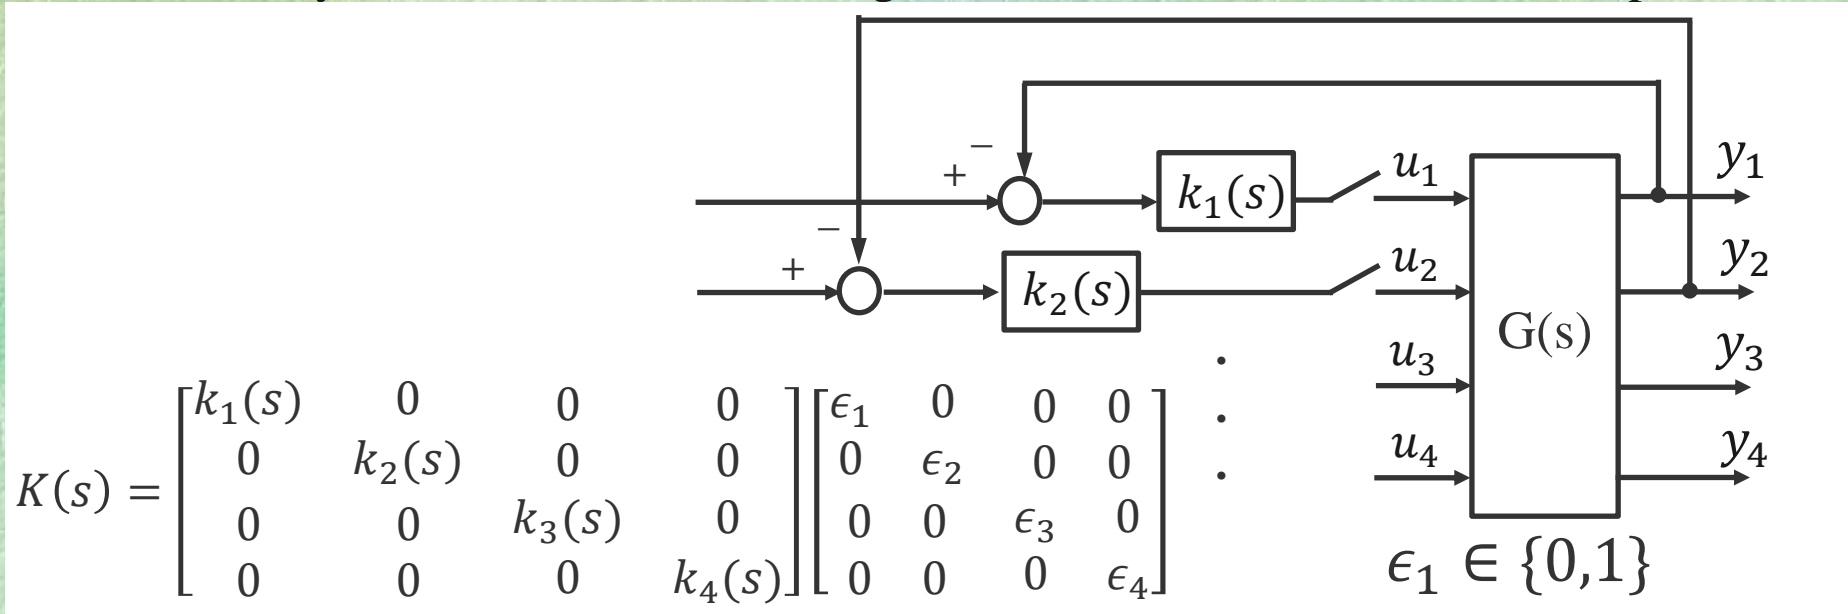 − + k₁(s) u₁ y₁
− + k₂(s) u₂ y₂
G(s)
u₃ y₃
u₄ y₄
K(s) = [k₁(s) 0 0 0] [ϵ₁ 0 0 0]
0 k₂(s) 0 0 0 ϵ₂ 0 0
0 0 k₃(s) 0 0 0 ϵ₃ 0
0 0 0 k₄(s) 0 0 0 ϵ₄
ϵ₁ ∈ {0,1}